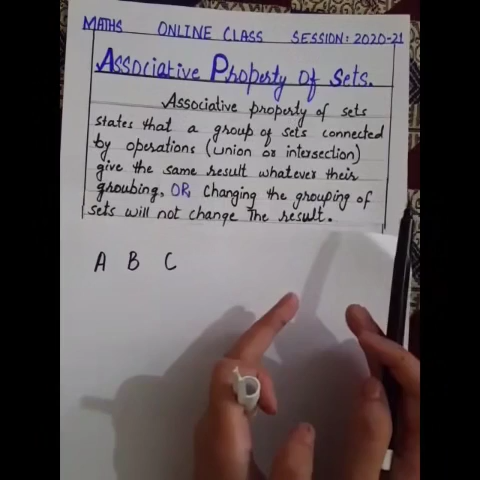 MATHS ONLINE CLASS SESSION: 2020-21
Associative Property Of Sets.
Associative property of sets
states that a group of sets connected
by operations (union or intersection)
give the same result whatever their
groubing, OR, Changing the grouping of
sets will not change the result.
A B C